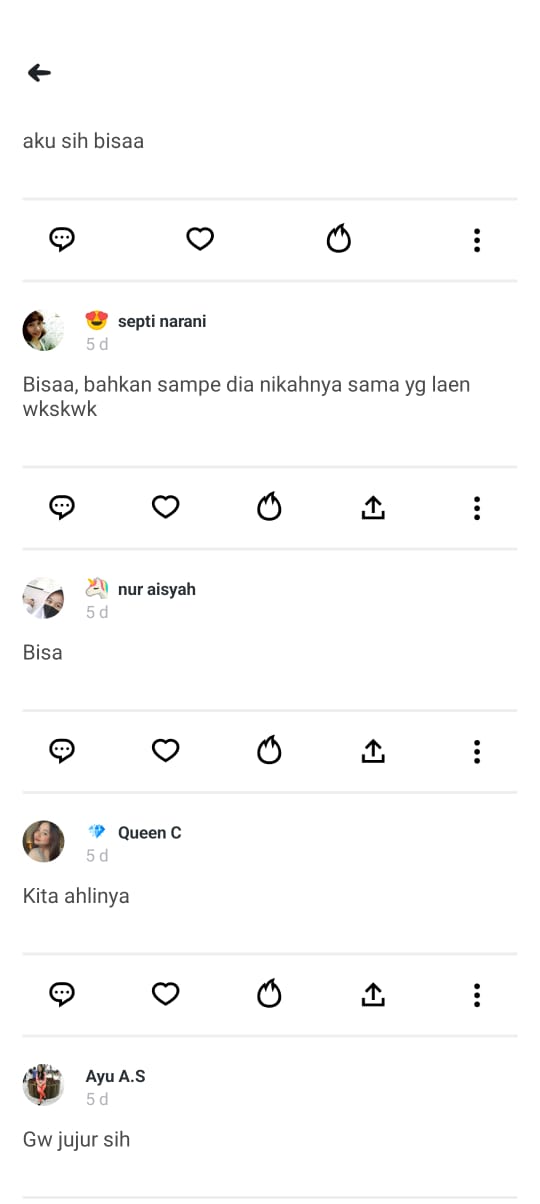 aku sih bisaa
septi narani
5 d
Bisaa, bahkan sampe dia nikahnya sama yg laen
wkskwk
nur aisyah
5 d
Bisa
Queen C
5 d
Kita ahlinya
Ayu A.S
5 d
Gw jujur sih